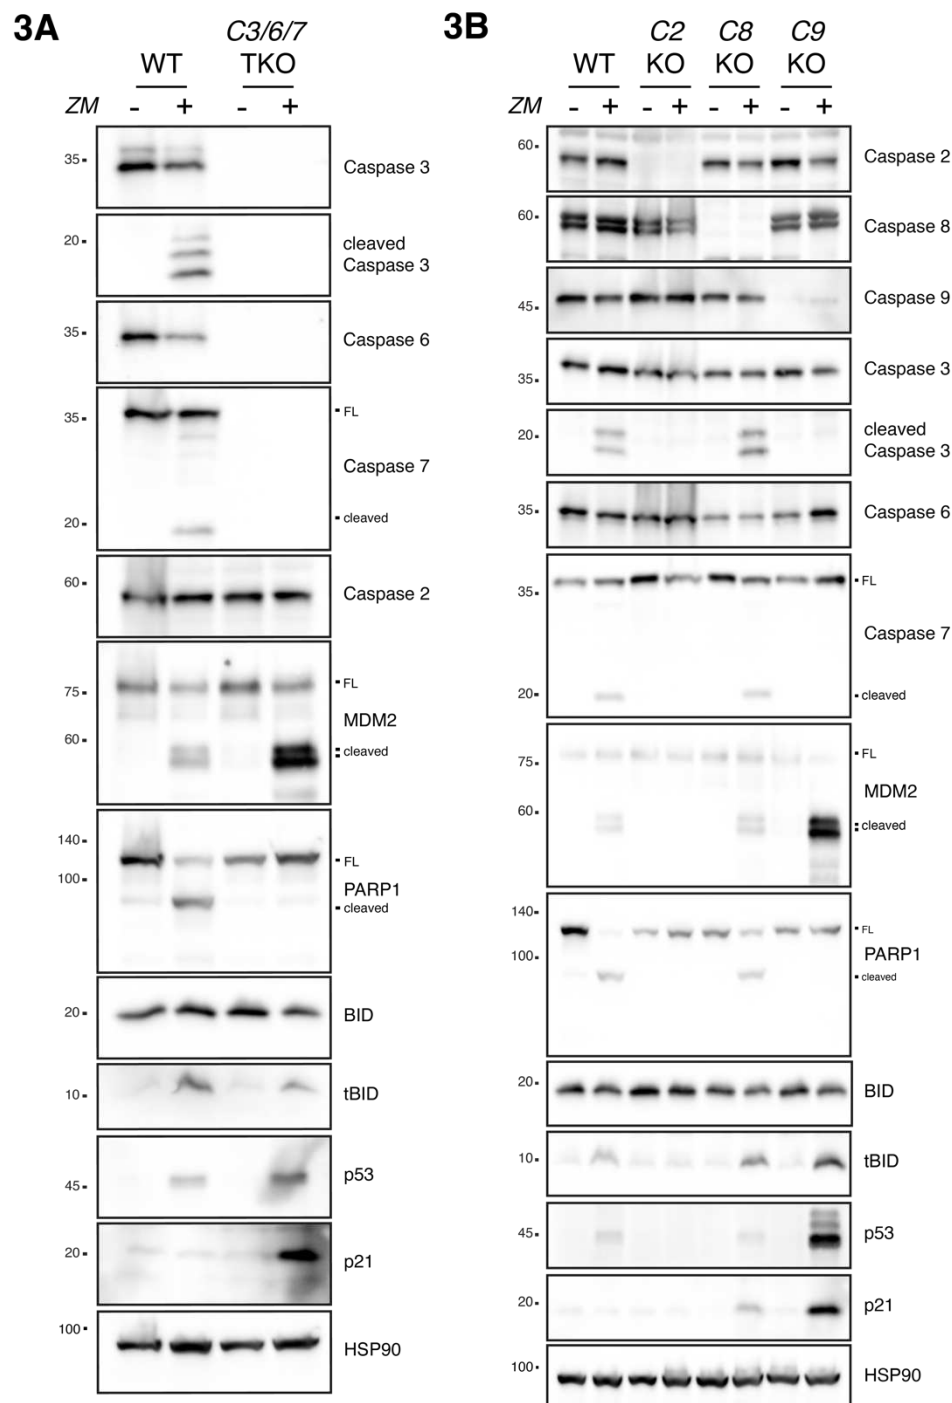 3A
C3/6/7
WT TKO
ZM - + - +
35 Caspase 3
20 cleaved
Caspase 3
35 Caspase 6
35 FL
Caspase 7
20 cleaved
60 Caspase 2
75 FL
MDM2
60 cleaved
140 FL
100 PARP1
cleaved
20 BID
10 tBID
45 p53
20 p21
100 HSP90
3B
C2 C8 C9
WT KO KO KO
ZM - + - + - + - +
60 Caspase 2
60 Caspase 8
45 Caspase 9
35 Caspase 3
20 cleaved
Caspase 3
35 Caspase 6
35 FL
Caspase 7
20 cleaved
75 FL
MDM2
60 cleaved
140 FL
100 PARP1
cleaved
20 BID
10 tBID
45 p53
20 p21
100 HSP90